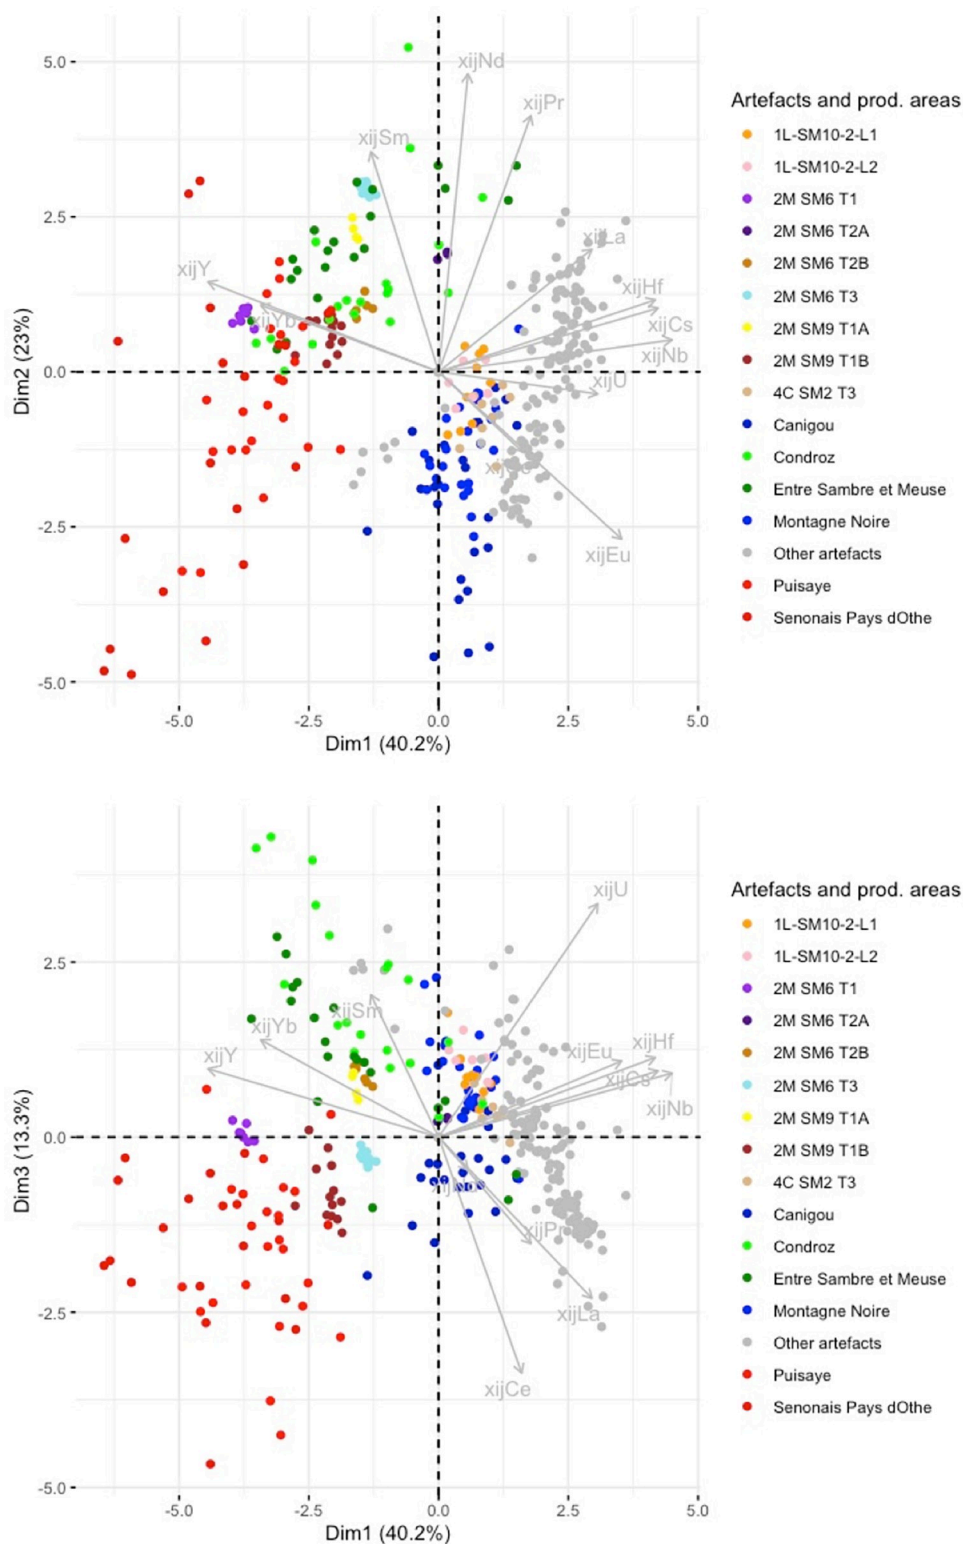 5.0
2.5
0.0
-2.5
-5.0
Dim2 (23%)
xijNd
xijPr
xijSm
xijLa
xijY
xijHf
xijYb
xijCs
xijNb
xijU
xijEu
-5.0 -2.5 0.0 2.5 5.0
Dim1 (40.2%)
Artefacts and prod. areas
1L-SM10-2-L1
1L-SM10-2-L2
2M SM6 T1
2M SM6 T2A
2M SM6 T2B
2M SM6 T3
2M SM9 T1A
2M SM9 T1B
4C SM2 T3
Canigou
Condroz
Entre Sambre et Meuse
Montagne Noire
Other artefacts
Puisaye
Senonais Pays dOthe
2.5
0.0
-2.5
-5.0
Dim3 (13.3%)
xijU
xijSm
xijYb
xijY
xijEu
xijHf
xijCs
xijNb
xijPr
xijLa
xijCe
-5.0 -2.5 0.0 2.5 5.0
Dim1 (40.2%)
Artefacts and prod. areas
1L-SM10-2-L1
1L-SM10-2-L2
2M SM6 T1
2M SM6 T2A
2M SM6 T2B
2M SM6 T3
2M SM9 T1A
2M SM9 T1B
4C SM2 T3
Canigou
Condroz
Entre Sambre et Meuse
Montagne Noire
Other artefacts
Puisaye
Senonais Pays dOthe